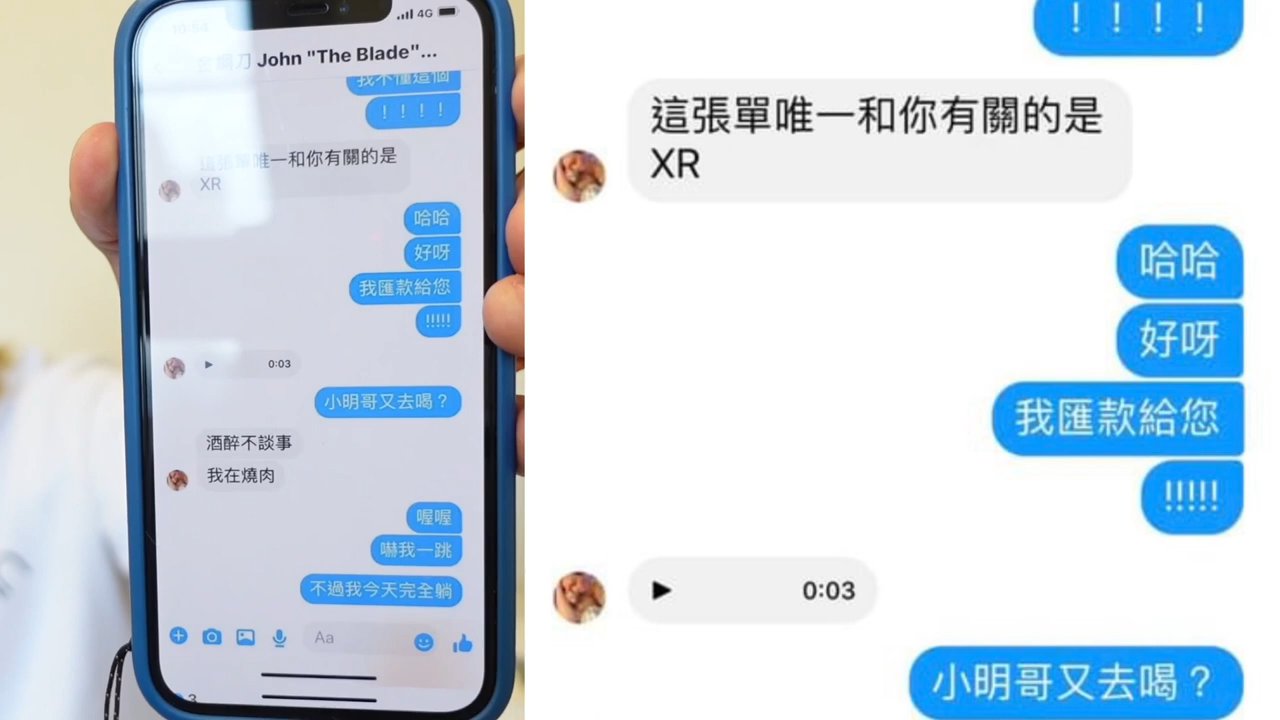 4G
刀 John "The Blade"...
我不懂這個
！！！！
這張單唯一和你有關的是
XR
哈哈
好呀
我匯款給您
!!!!!
0:03
小明哥又去喝？
酒醉不談事
我在燒肉
喔喔
嚇我一跳
不過我今天完全躺
Aa
3
！！！！
這張單唯一和你有關的是
XR
哈哈
好呀
我匯款給您
!!!!!
0:03
小明哥又去喝？